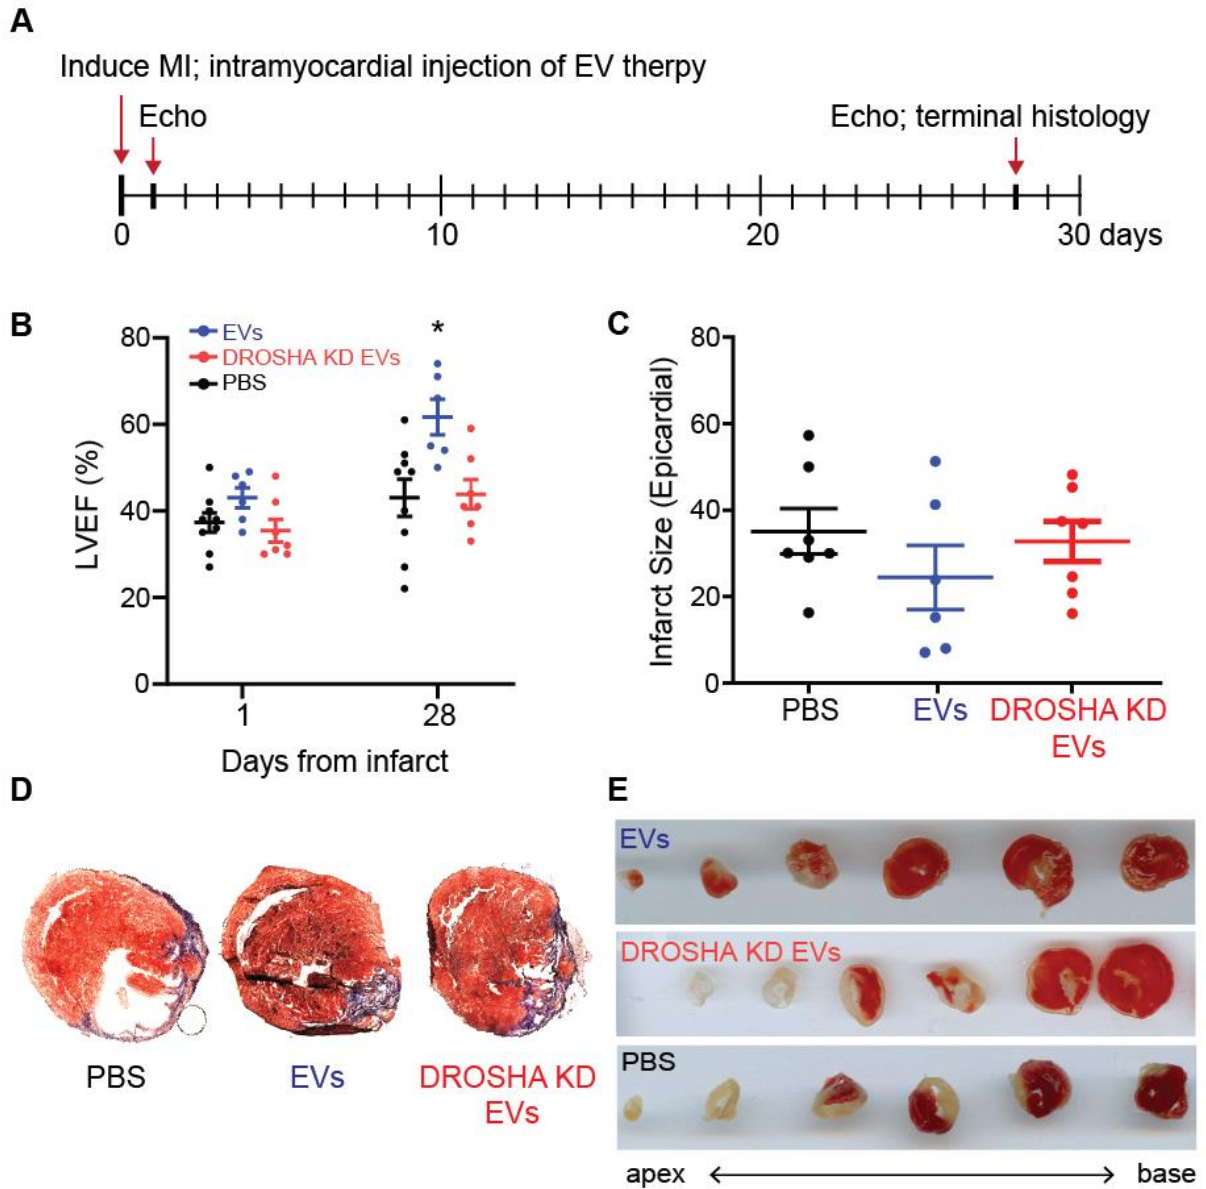 A
Induce MI; intramyocardial injection of EV therpy
Echo
Echo; terminal histology
0
10
20
30 days
B
EVs
DROSHA KD EVs
PBS
*
80
60
40
20
0
LVEF (%)
1
28
Days from infarct
C
80
60
40
20
0
Infarct Size (Epicardial)
PBS
EVs
DROSHA KD
EVs
D
PBS
EVs
DROSHA KD
EVs
E
EVs
DROSHA KD EVs
PBS
apex
base